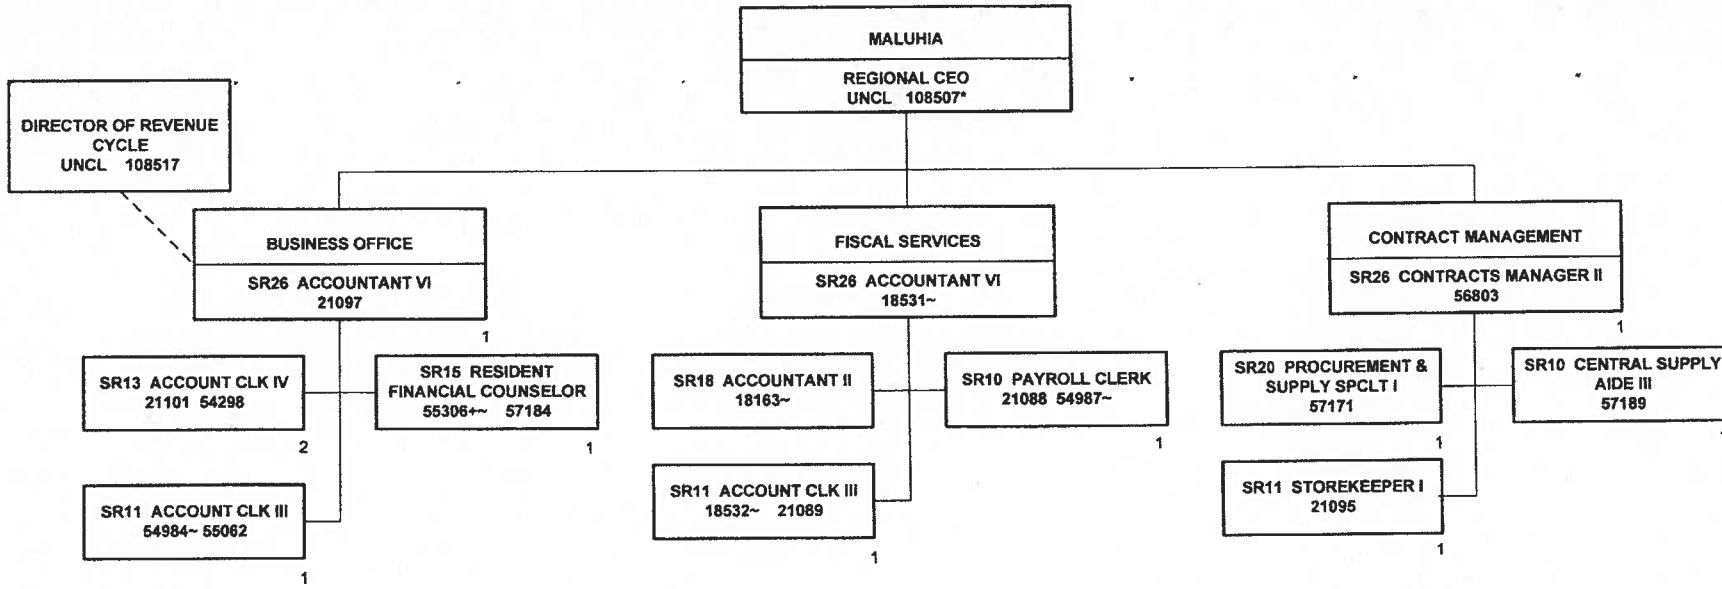 MALUHIA
REGIONAL CEO
UNCL 108507*
DIRECTOR OF REVENUE
CYCLE
UNCL 108517
BUSINESS OFFICE
SR26 ACCOUNTANT VI
21097
1
SR13 ACCOUNT CLK IV
21101 54298
2
SR15 RESIDENT
FINANCIAL COUNSELOR
55306+~ 57184
1
SR11 ACCOUNT CLK III
54984~ 55062
1
FISCAL SERVICES
SR26 ACCOUNTANT VI
18531~
SR18 ACCOUNTANT II
18163~
SR10 PAYROLL CLERK
21088 54987~
1
SR11 ACCOUNT CLK III
18532~ 21089
1
CONTRACT MANAGEMENT
SR26 CONTRACTS MANAGER II
56803
1
SR20 PROCUREMENT &
SUPPLY SPCLT I
57171
1
SR10 CENTRAL SUPPLY
AIDE III
57189
SR11 STOREKEEPER I
21095
1